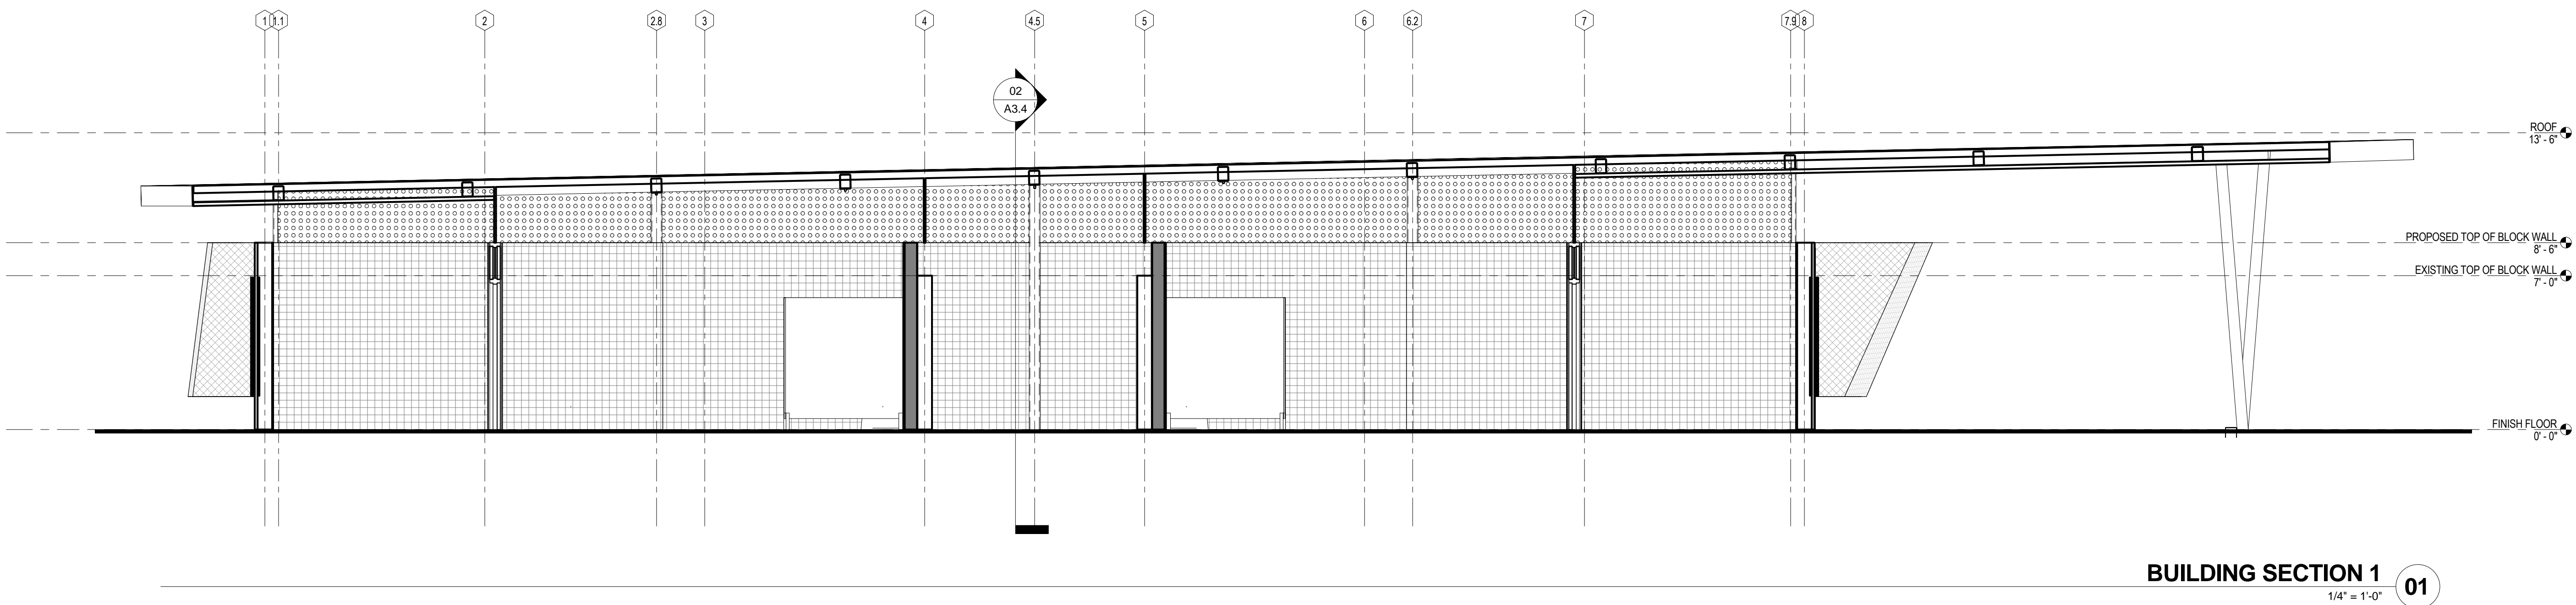 1 1.1 2 2.8 3 4 4.5 5 6 6.2 7 7.9 8
02
A3.4
ROOF
13' - 6"
PROPOSED TOP OF BLOCK WALL
8' - 6"
EXISTING TOP OF BLOCK WALL
7' - 0"
FINISH FLOOR
0' - 0"
BUILDING SECTION 1
01
1/4" = 1'-0"